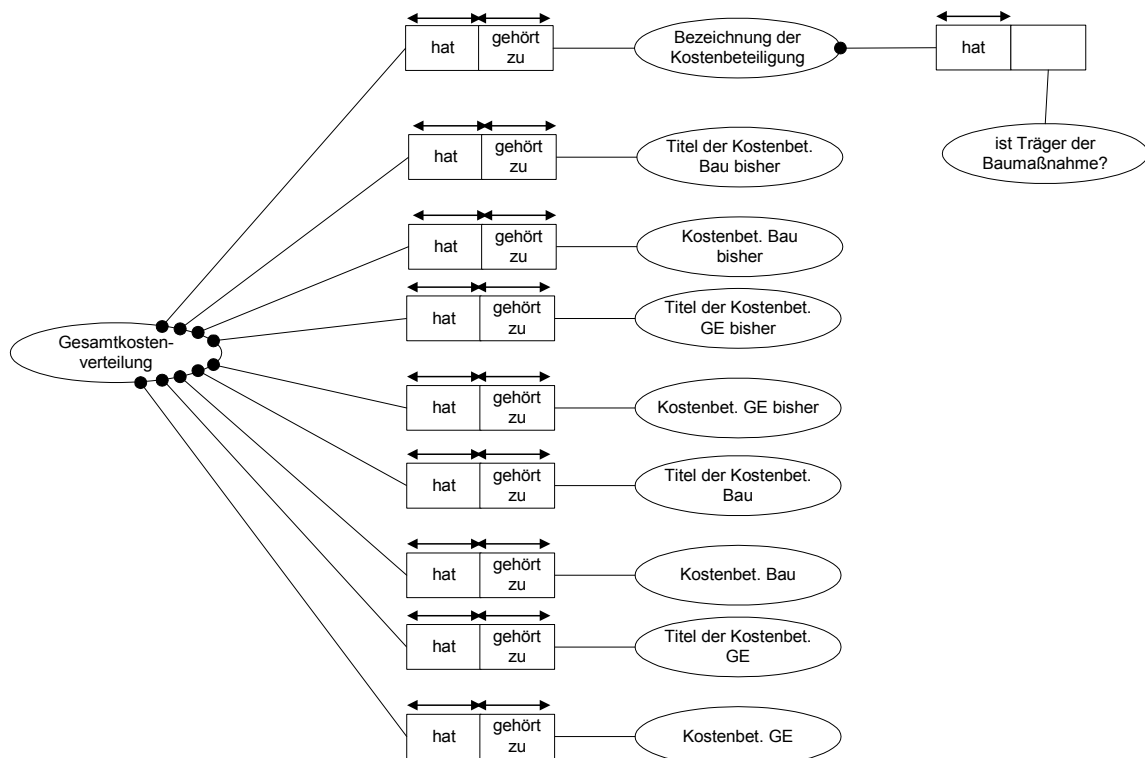 hat
gehört
zu
Bezeichnung der
Kostenbeteiligung
hat
ist Träger der
Baumaßnahme?
hat
gehört
zu
Titel der Kostenbet.
Bau bisher
hat
gehört
zu
Kostenbet. Bau
bisher
hat
gehört
zu
Titel der Kostenbet.
GE bisher
Gesamtkosten-
verteilung
hat
gehört
zu
Kostenbet. GE bisher
hat
gehört
zu
Titel der Kostenbet.
Bau
hat
gehört
zu
Kostenbet. Bau
hat
gehört
zu
Titel der Kostenbet.
GE
hat
gehört
zu
Kostenbet. GE